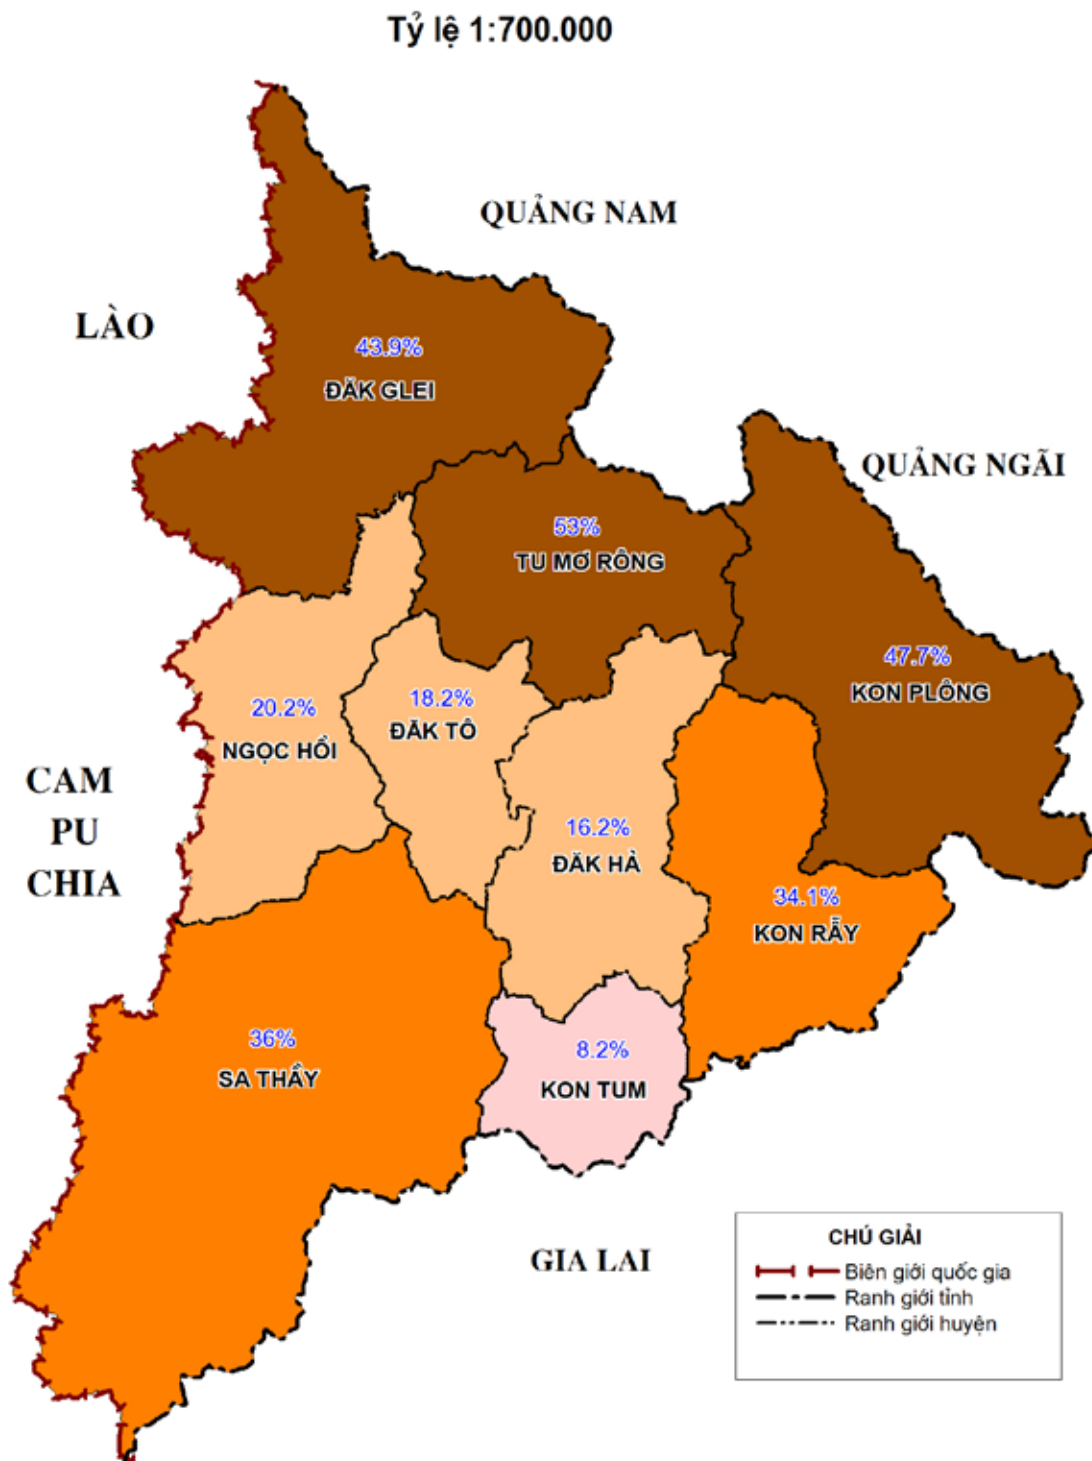 Tỷ lệ 1:700.000
QUẢNG NAM
LÀO
43.9%
ĐĂK GLEI
QUẢNG NGÃI
53%
TU MƠ RÔNG
47.7%
KON PLÔNG
20.2%
NGỌC HỒI
18.2%
ĐĂK TÔ
CAM
PU
CHIA
16.2%
ĐĂK HÀ
34.1%
KON RẪY
36%
SA THẦY
8.2%
KON TUM
GIA LAI
CHÚ GIẢI
Biên giới quốc gia
Ranh giới tỉnh
Ranh giới huyện